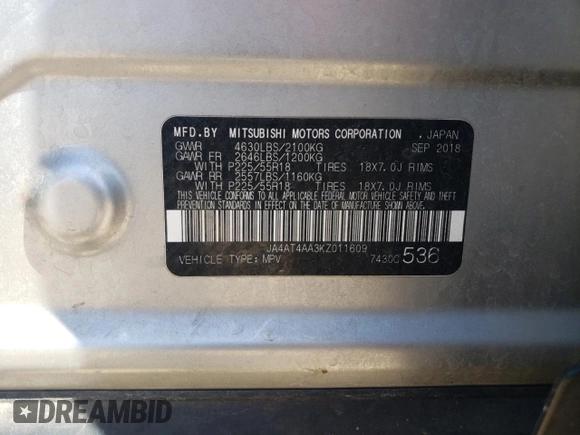 MFD.BY MITSUBISHI MOTORS CORPORATION . JAPAN
GVWR 4630LBS/2100KG SEP 2018
GAWR FR 2646LBS/1200KG
WITH P225/55R18 TIRES 18X7.0J RIMS
GAWR RR 2557LBS/1160KG
WITH P225/55R18 TIRES 18X7.0J RIMS
THIS VEHICLE CONFORMS TO ALL APPLICABLE FEDERAL MOTOR VEHICLE SAFETY AND THEFT
PREVENTION STANDARDS IN EFFECT ON THE DATE OF MANUFACTURE SHOWN ABOVE.
JA4AT4AA3KZ011609
VEHICLE TYPE: MPV 536
DREAMBID